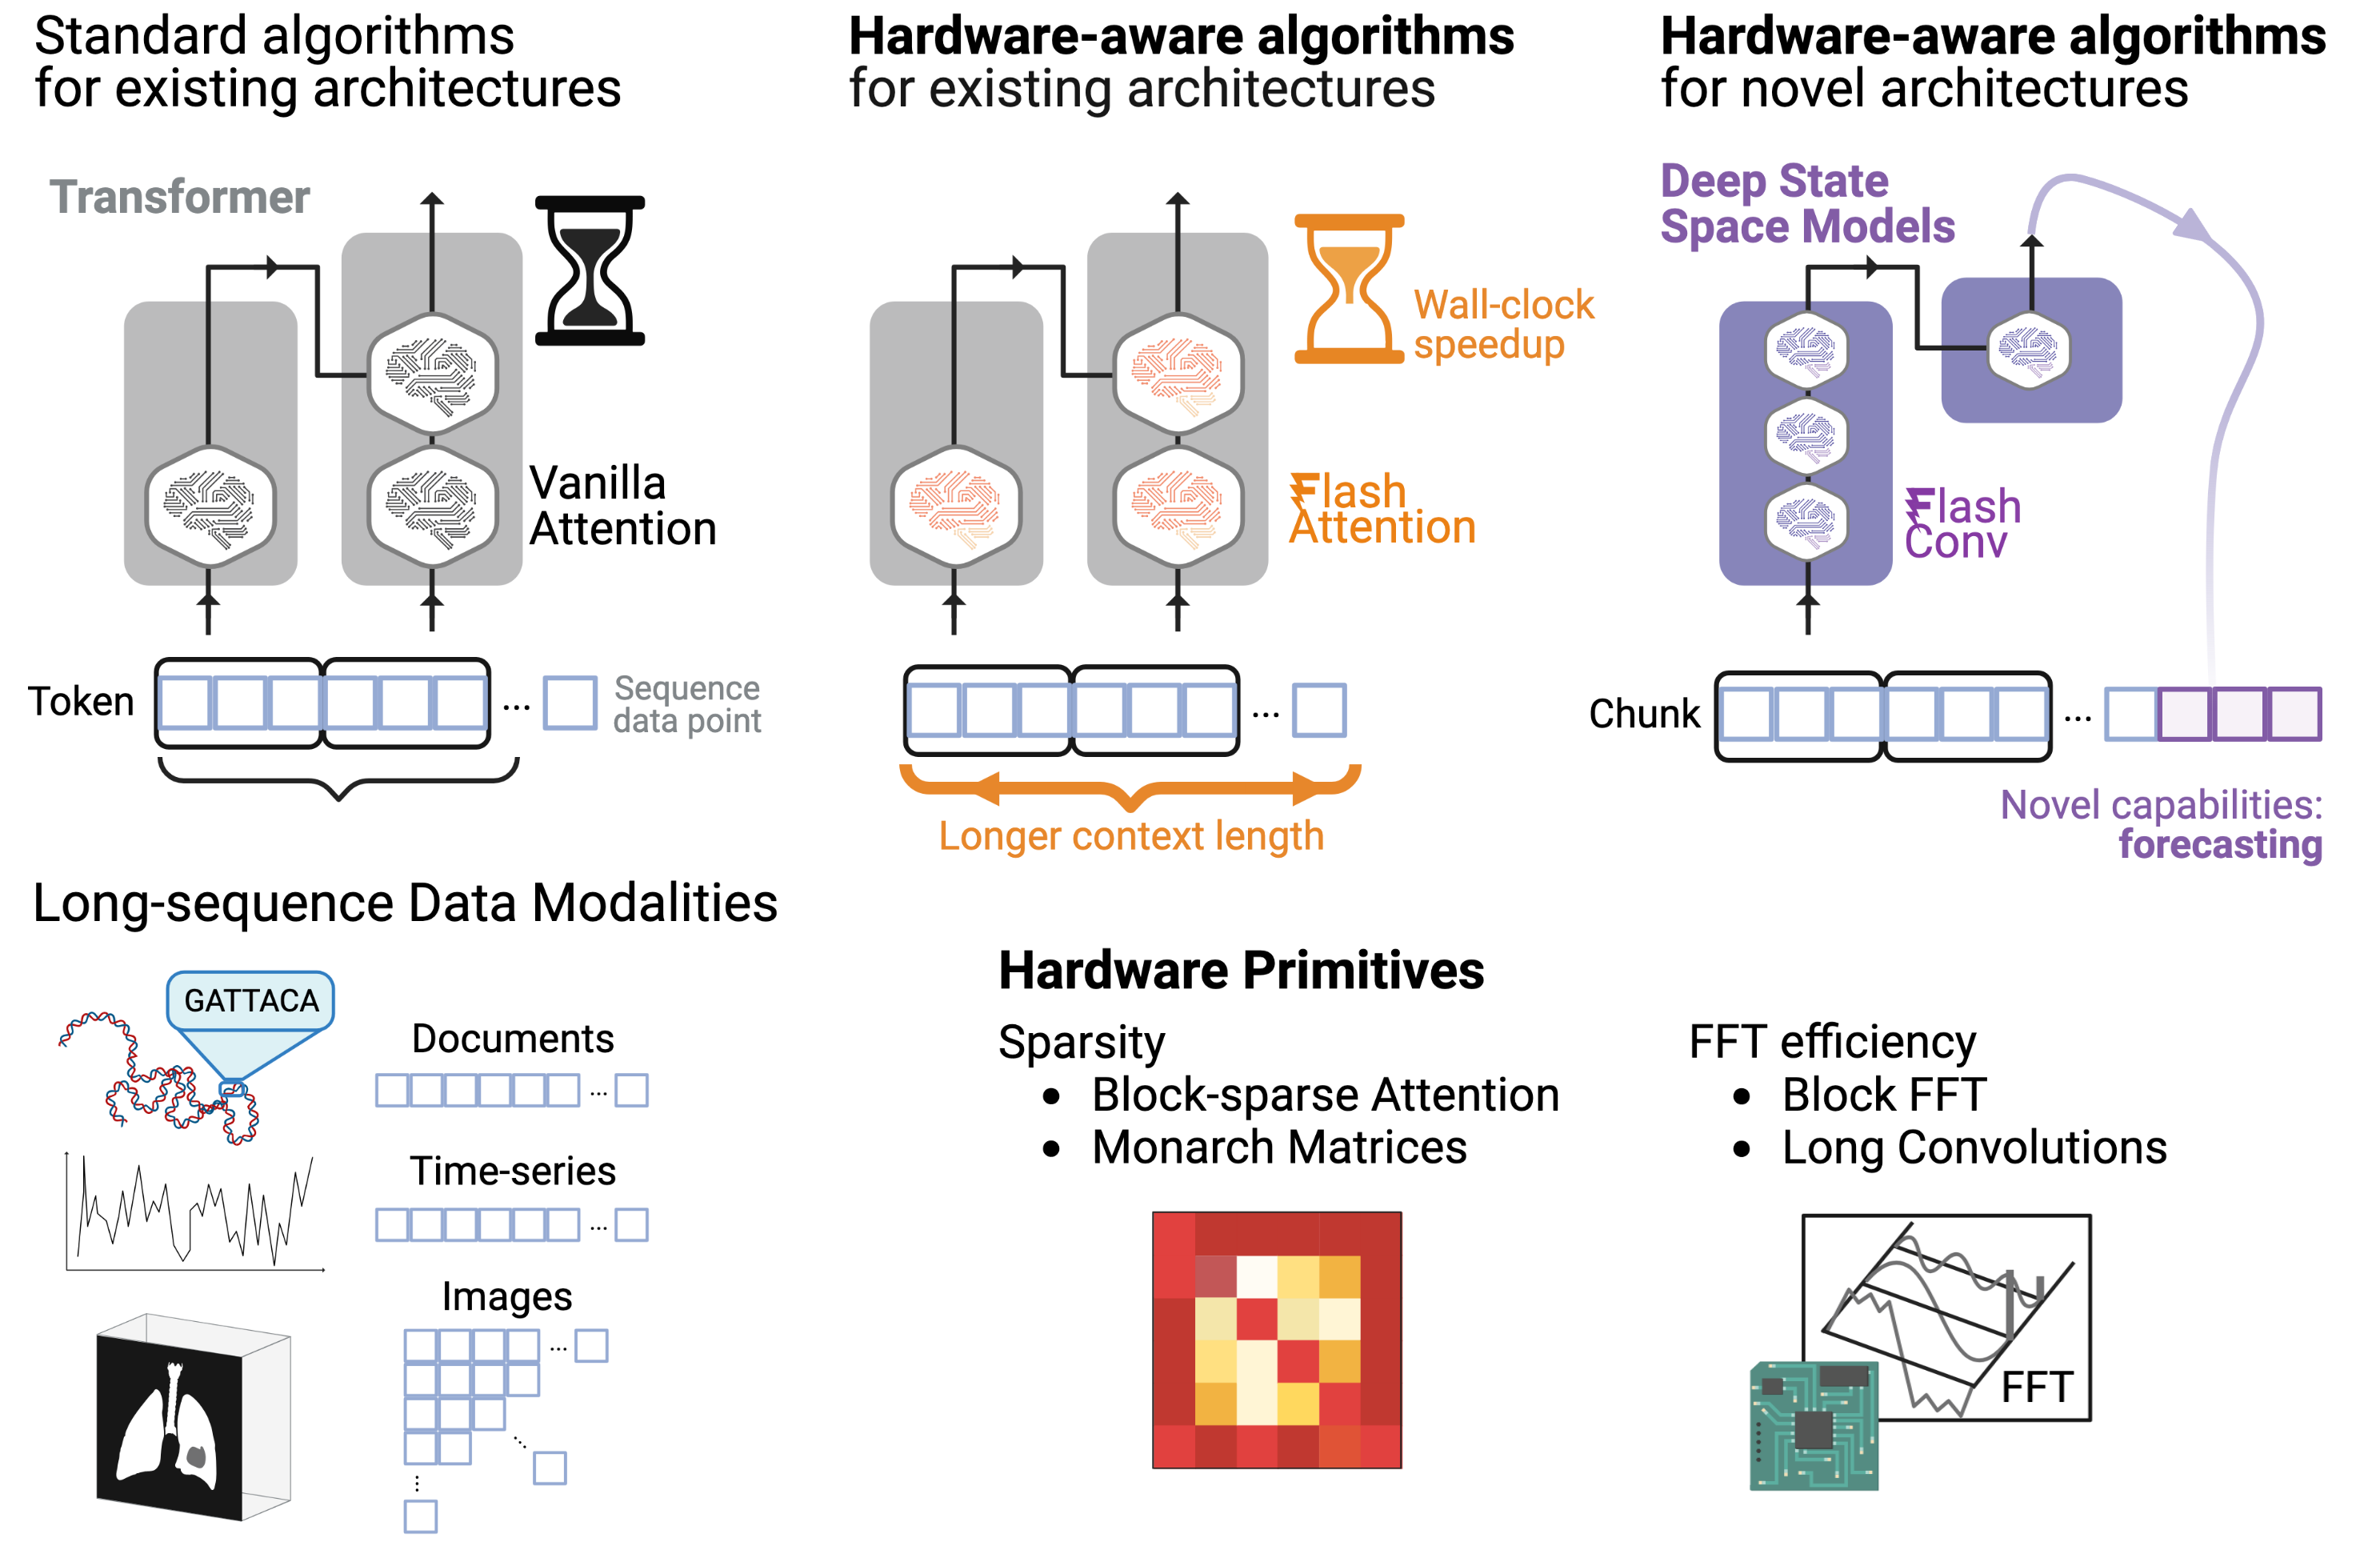 Standard algorithms
for existing architectures
Transformer
Vanilla
Attention
Token
...
Sequence
data point
Hardware-aware algorithms
for existing architectures
Wall-clock
speedup
Flash
Attention
...
Longer context length
Hardware-aware algorithms
for novel architectures
Deep State
Space Models
Flash
Conv
Chunk
...
Novel capabilities:
forecasting
Long-sequence Data Modalities
GATTACA
Documents
...
Time-series
...
Images
...
Hardware Primitives
Sparsity
• Block-sparse Attention
• Monarch Matrices
FFT efficiency
• Block FFT
• Long Convolutions
FFT